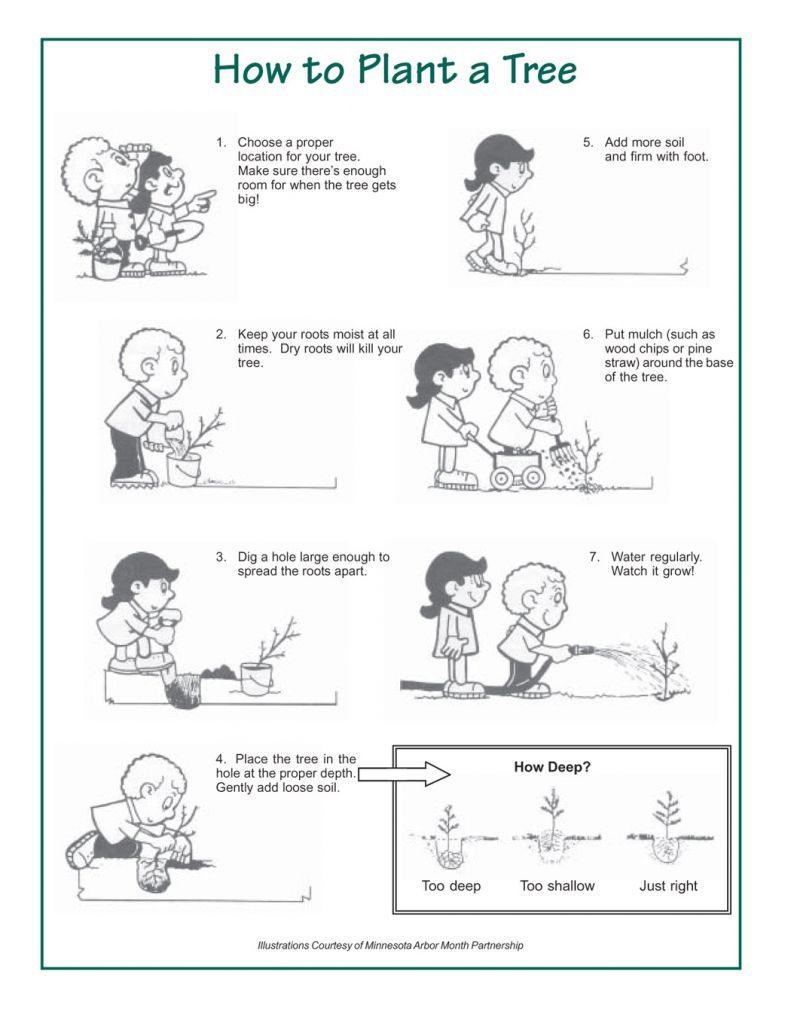 How to Plant a Tree
1. Choose a proper
location for your tree.
Make sure there's enough
room for when the tree gets
big!
2. Keep your roots moist at all
times. Dry roots will kill your
tree.
3. Dig a hole large enough to
spread the roots apart.
4. Place the tree in the
hole at the proper depth.
Gently add loose soil.
5. Add more soil
and firm with foot.
6. Put mulch (such as
wood chips or pine
straw) around the base
of the tree.
7. Water regularly.
Watch it grow!
How Deep?
Too deep
Too shallow
Just right
Illustrations Courtesy of Minnesota Arbor Month Partnership